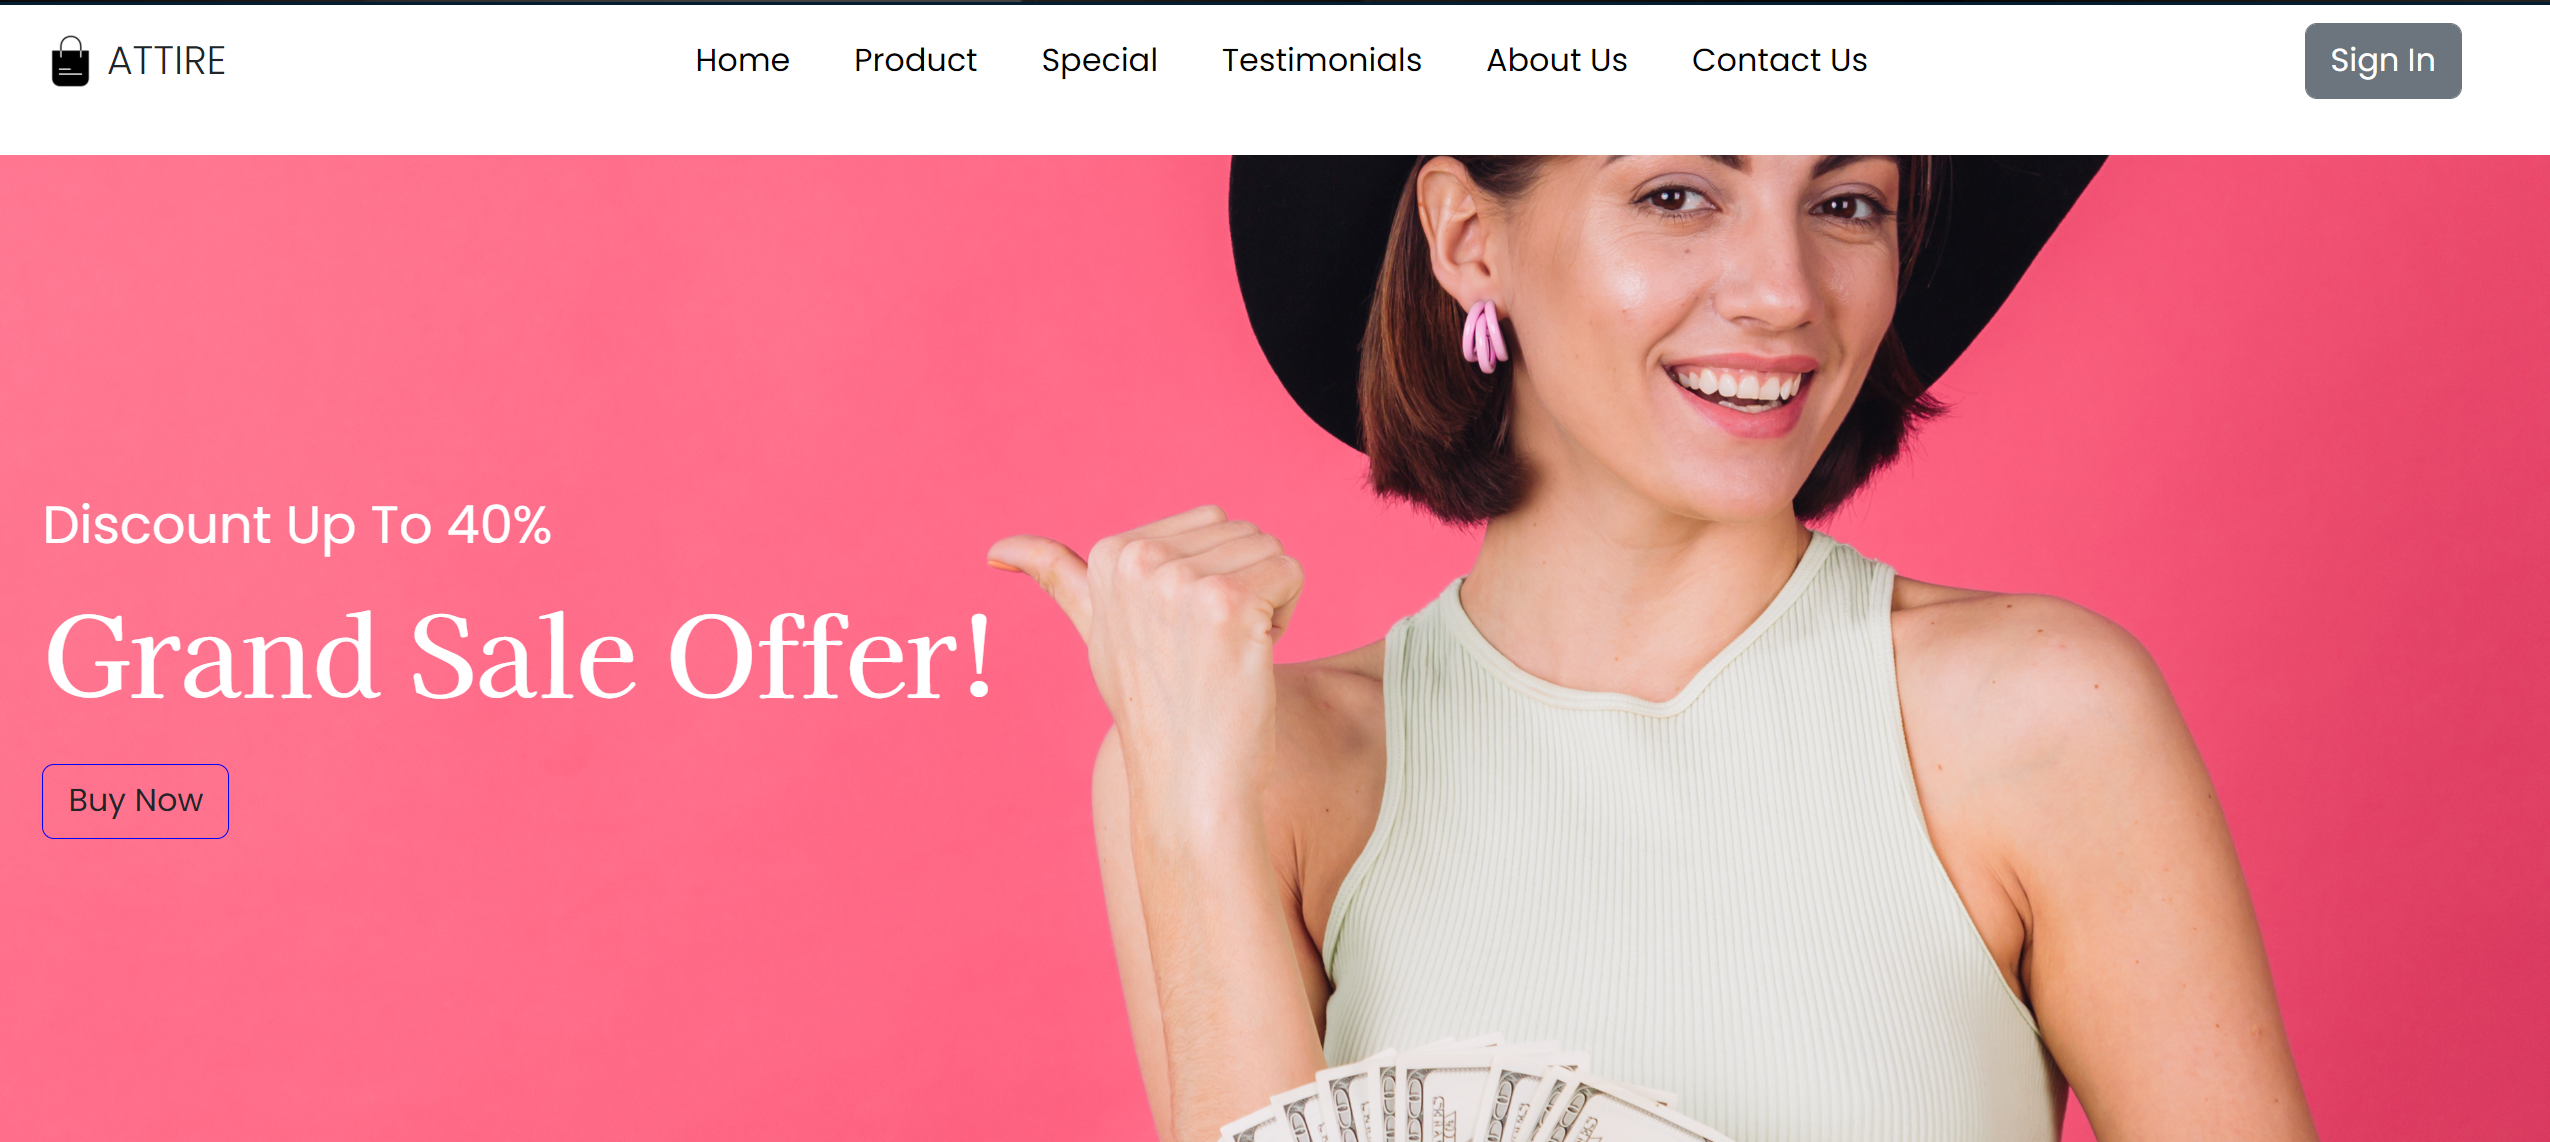 ATTIRE
Home Product Special Testimonials About Us Contact Us
Sign In
Discount Up To 40%
Grand Sale Offer!
Buy Now